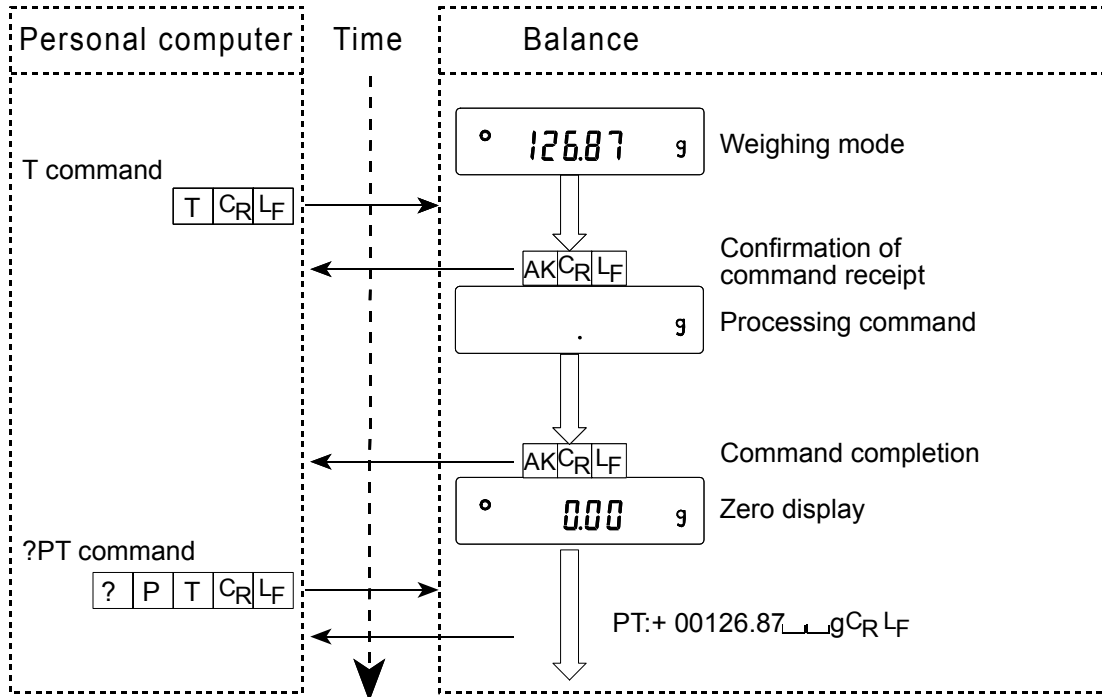 Personal computer Time Balance
126.87 g Weighing mode
T command
T CR LF
Confirmation of
AK CR LF command receipt
. g Processing command
AK CR LF Command completion
0.00 g Zero display
?PT command
? P T CR LF
PT:+ 00126.87␣␣gCR LF